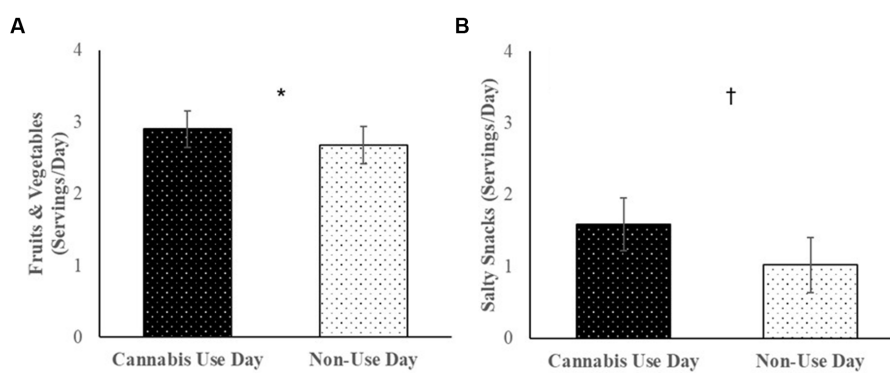 A
Fruits & Vegetables
(Servings/Day)
4
3
2
1
0
*
Cannabis Use Day
Non-Use Day
B
Salty Snacks (Servings/Day)
4
3
2
1
0
†
Cannabis Use Day
Non-Use Day